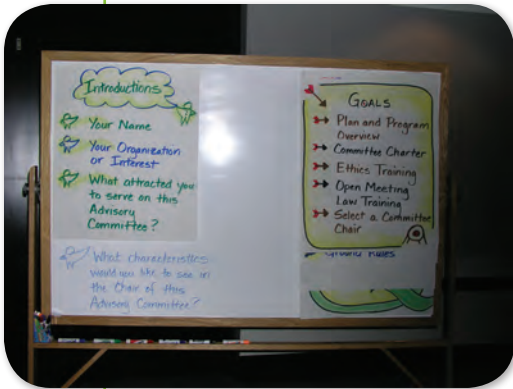 Introductions
Your Name
Your Organization
or Interest
What attracted you
to serve on this
Advisory
Committee?
What characteristics
would you like to see in
the Chair of this
Advisory Committee?
GOALS
Plan and Program
Overview
Committee Charter
Ethics Training
Open Meeting
Law Training
Select a Committee
Chair
Ground Rules